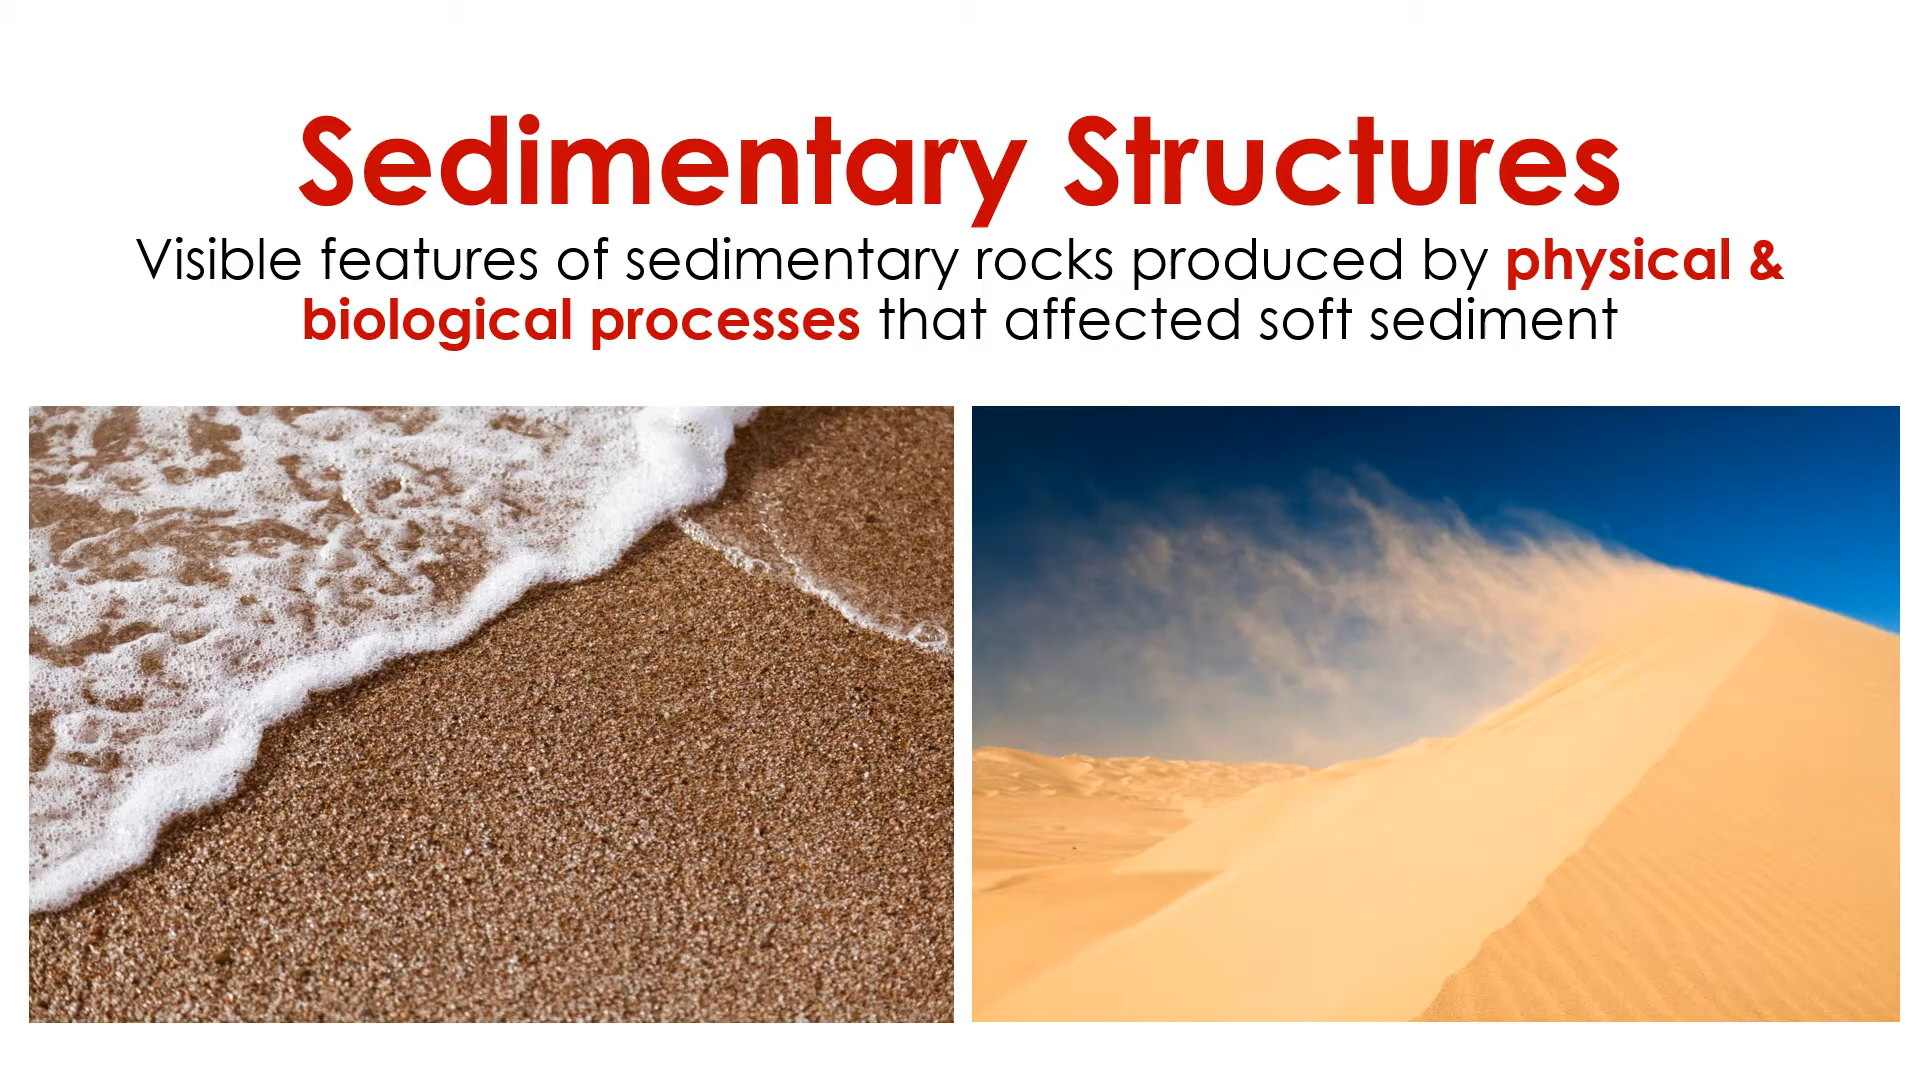 Sedimentary Structures
Visible features of sedimentary rocks produced by physical &
biological processes that affected soft sediment